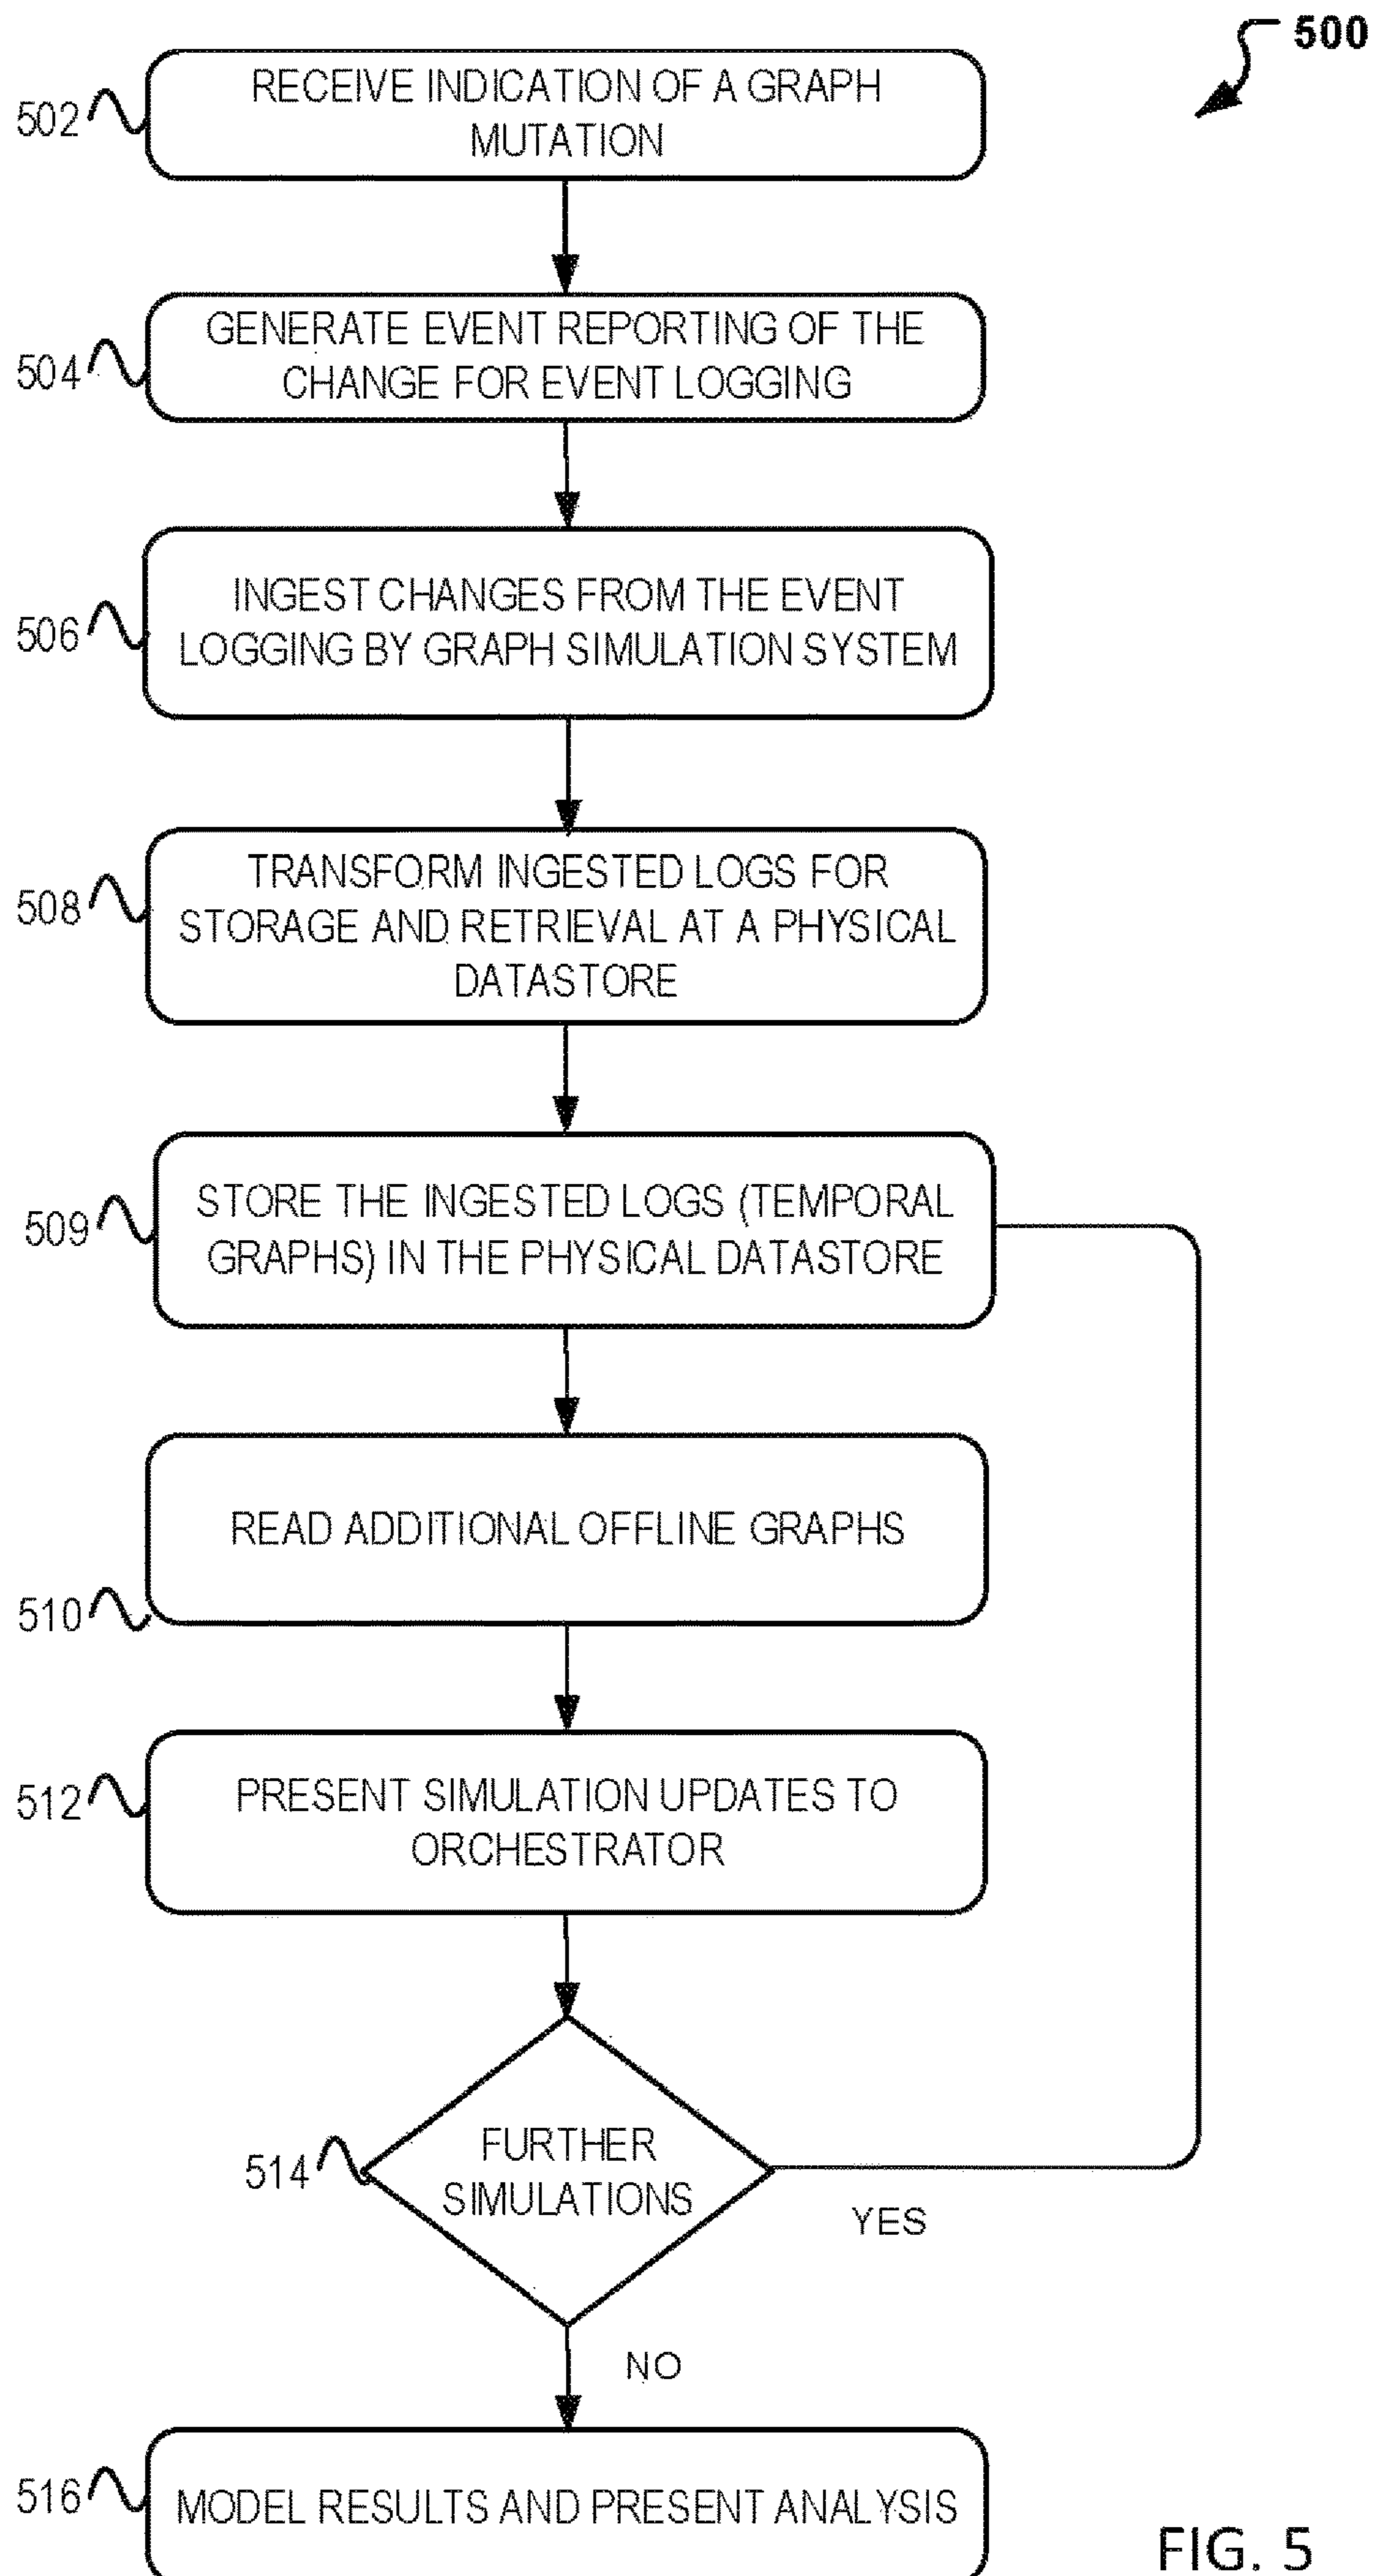 500
502
RECEIVE INDICATION OF A GRAPH
MUTATION
504
GENERATE EVENT REPORTING OF THE
CHANGE FOR EVENT LOGGING
506
INGEST CHANGES FROM THE EVENT
LOGGING BY GRAPH SIMULATION SYSTEM
508
TRANSFORM INGESTED LOGS FOR
STORAGE AND RETRIEVAL AT A PHYSICAL
DATASTORE
509
STORE THE INGESTED LOGS (TEMPORAL
GRAPHS) IN THE PHYSICAL DATASTORE
READ ADDITIONAL OFFLINE GRAPHS
510
512
PRESENT SIMULATION UPDATES TO
ORCHESTRATOR
514
FURTHER
SIMULATIONS
YES
NO
516
MODEL RESULTS AND PRESENT ANALYSIS
FIG. 5